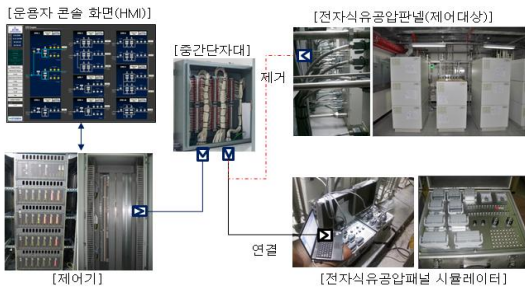 [운용자 콘솔 화면(HMI)]
[전자식유공압판넬(제어대상)]
[중간단자대]
제거
연결
[제어기]
[전자식유공압패널 시뮬레이터]